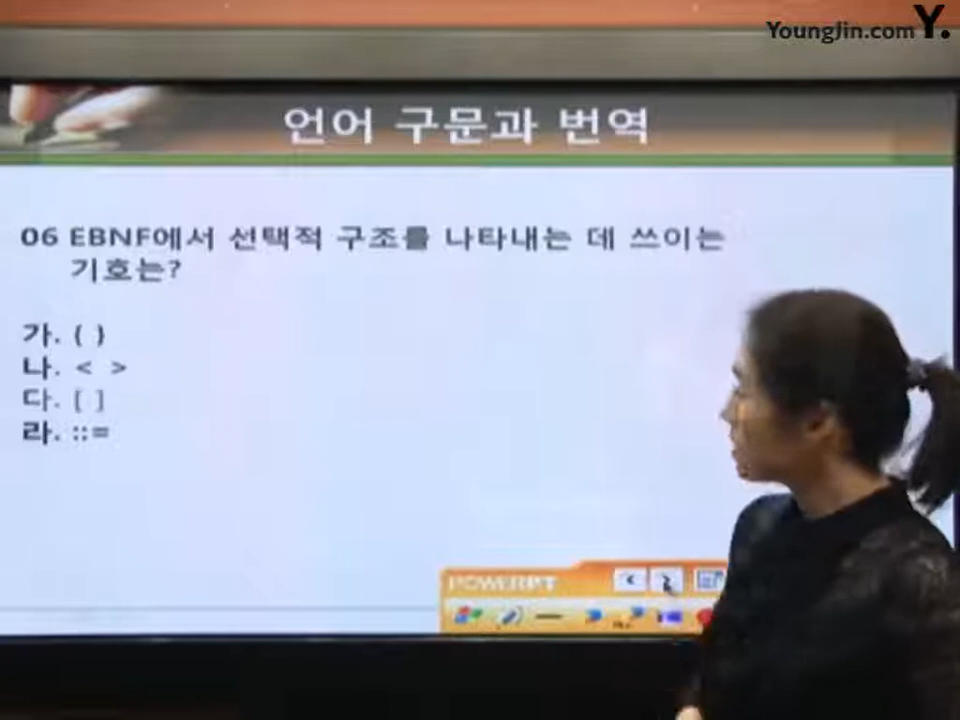 YoungJin.com Y.
언어 구문과 번역
06 EBNF에서 선택적 구조를 나타내는 데 쓰이는
기호는?
가. ( )
나. < >
다. [ ]
라. ::=
POWERPT